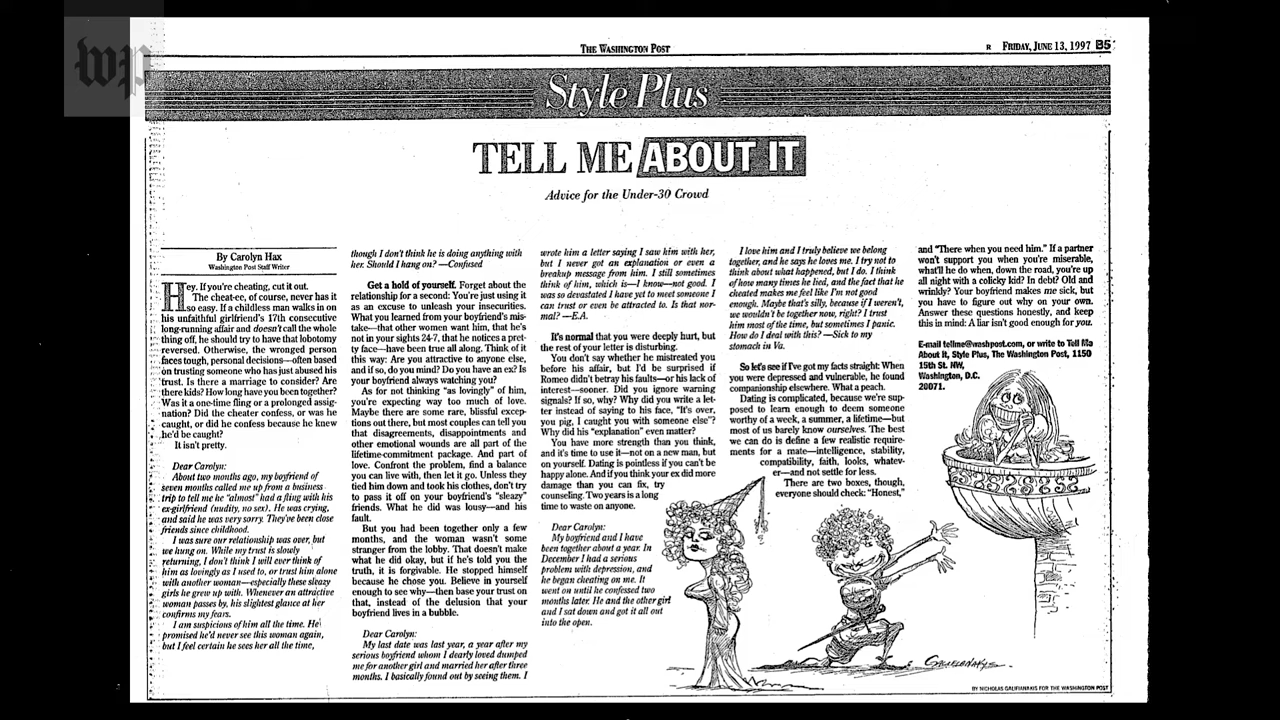 wp
THE WASHINGTON POST
R FRIDAY, JUNE 13, 1997 B5
Style Plus
TELL ME ABOUT IT
Advice for the Under-30 Crowd
By Carolyn Hax
Washington Post Staff Writer
Hey. If you're cheating, cut it out.
The cheat-ee, of course, never has it
so easy. If a childless man walks in on
his unfaithful girlfriend's 17th consecutive
long-running affair and doesn't call the whole
thing off, he should try to have that lobotomy
reversed. Otherwise, the wronged person
faces tough, personal decisions—often based
on trusting someone who has just abused his
trust. Is there a marriage to consider? Are
there kids? How long have you been together?
Was it a one-time fling or a prolonged assig-
nation? Did the cheater confess, or was he
caught, or did he confess because he knew
he'd be caught?
It isn't pretty.
Dear Carolyn:
About two months ago, my boyfriend of
seven months called me up from a business
trip to tell me he "almost" had a fling with his
ex-girlfriend (nudity, no sex). He was crying,
and said he was very sorry. They've been close
friends since childhood.
I was sure our relationship was over, but
we hung on. While my trust is slowly
returning, I don't think I will ever think of
him as lovingly as I used to, or trust him alone
with another woman—especially these sleazy
girls he grew up with. Whenever an attractive
woman passes by, his slightest glance at her
confirms my fears.
I am suspicious of him all the time. He
promised he'd never see this woman again,
but I feel certain he sees her all the time,
though I don't think he is doing anything with
her. Should I hang on? —Confused
Get a hold of yourself. Forget about the
relationship for a second: You're just using it
as an excuse to unleash your insecurities.
What you learned from your boyfriend's mis-
take—that other women want him, that he's
not in your sights 24-7, that he notices a pret-
ty face—have been true all along. Think of it
this way: Are you attractive to anyone else,
and if so, do you mind? Do you have an ex? Is
your boyfriend always watching you?
As for not thinking "as lovingly" of him,
you're expecting way too much of love.
Maybe there are some rare, blissful excep-
tions out there, but most couples can tell you
that disagreements, disappointments and
other emotional wounds are all part of the
lifetime-commitment package. And part of
love. Confront the problem, find a balance
you can live with, then let it go. Unless they
tied him down and took his clothes, don't try
to pass it off on your boyfriend's "sleazy"
friends. What he did was lousy—and his
fault.
But you had been together only a few
months, and the woman wasn't some
stranger from the lobby. That doesn't make
what he did okay, but if he's told you the
truth, it is forgivable. He stopped himself
because he chose you. Believe in yourself
enough to see why—then base your trust on
that, instead of the delusion that your
boyfriend lives in a bubble.
Dear Carolyn:
My last date was last year, a year after my
serious boyfriend whom I dearly loved dumped
me for another girl and married her after three
months. I basically found out by seeing them. I
wrote him a letter saying I saw him with her,
but I never got an explanation or even a
breakup message from him. I still sometimes
think of him, which is—I know—not good. I
was so devastated I have yet to meet someone I
can trust or even be attracted to. Is that nor-
mal? —E.A.
It's normal that you were deeply hurt, but
the rest of your letter is disturbing.
You don't say whether he mistreated you
before his affair, but I'd be surprised if
Romeo didn't betray his faults—or his lack of
interest—sooner. Did you ignore warning
signals? If so, why? Why did you write a let-
ter instead of saying to his face, "It's over,
you pig, I caught you with someone else"?
Why did his "explanation" even matter?
You have more strength than you think,
and it's time to use it—not on a new man, but
on yourself. Dating is pointless if you can't be
happy alone. And if you think your ex did more
damage than you can fix, try
counseling. Two years is a long
time to waste on anyone.
Dear Carolyn:
My boyfriend and I have
been together about a year. In
December I had a serious
problem with depression, and
he began cheating on me. It
went on until he confessed two
months later. He and the other girl
and I sat down and got it all out
into the open.
I love him and I truly believe we belong
together, and he says he loves me. I try not to
think about what happened, but I do. I think
of how many times he lied, and the fact that he
cheated makes me feel like I'm not good
enough. Maybe that's silly, because if I weren't,
we wouldn't be together now, right? I trust
him most of the time, but sometimes I panic.
How do I deal with this? —Sick to my
stomach in Va.
So let's see if I've got my facts straight: When
you were depressed and vulnerable, he found
companionship elsewhere. What a peach.
Dating is complicated, because we're sup-
posed to learn enough to deem someone
worthy of a week, a summer, a lifetime—but
most of us barely know ourselves. The best
we can do is define a few realistic require-
ments for a mate—intelligence, stability,
compatibility, faith, looks, whatev-
er—and not settle for less.
There are two boxes, though,
everyone should check: "Honest,"
and "There when you need him." If a partner
won't support you when you're miserable,
what'll he do when, down the road, you're up
all night with a colicky kid? In debt? Old and
wrinkly? Your boyfriend makes me sick, but
you have to figure out why on your own.
Answer these questions honestly, and keep
this in mind: A liar isn't good enough for you.
E-mail tellme@washpost.com, or write to Tell Me
About It, Style Plus, The Washington Post, 1150
15th St. NW,
Washington, D.C.
20071.
GALIFIANAKIS.
BY NICHOLAS GALIFIANAKIS FOR THE WASHINGTON POST